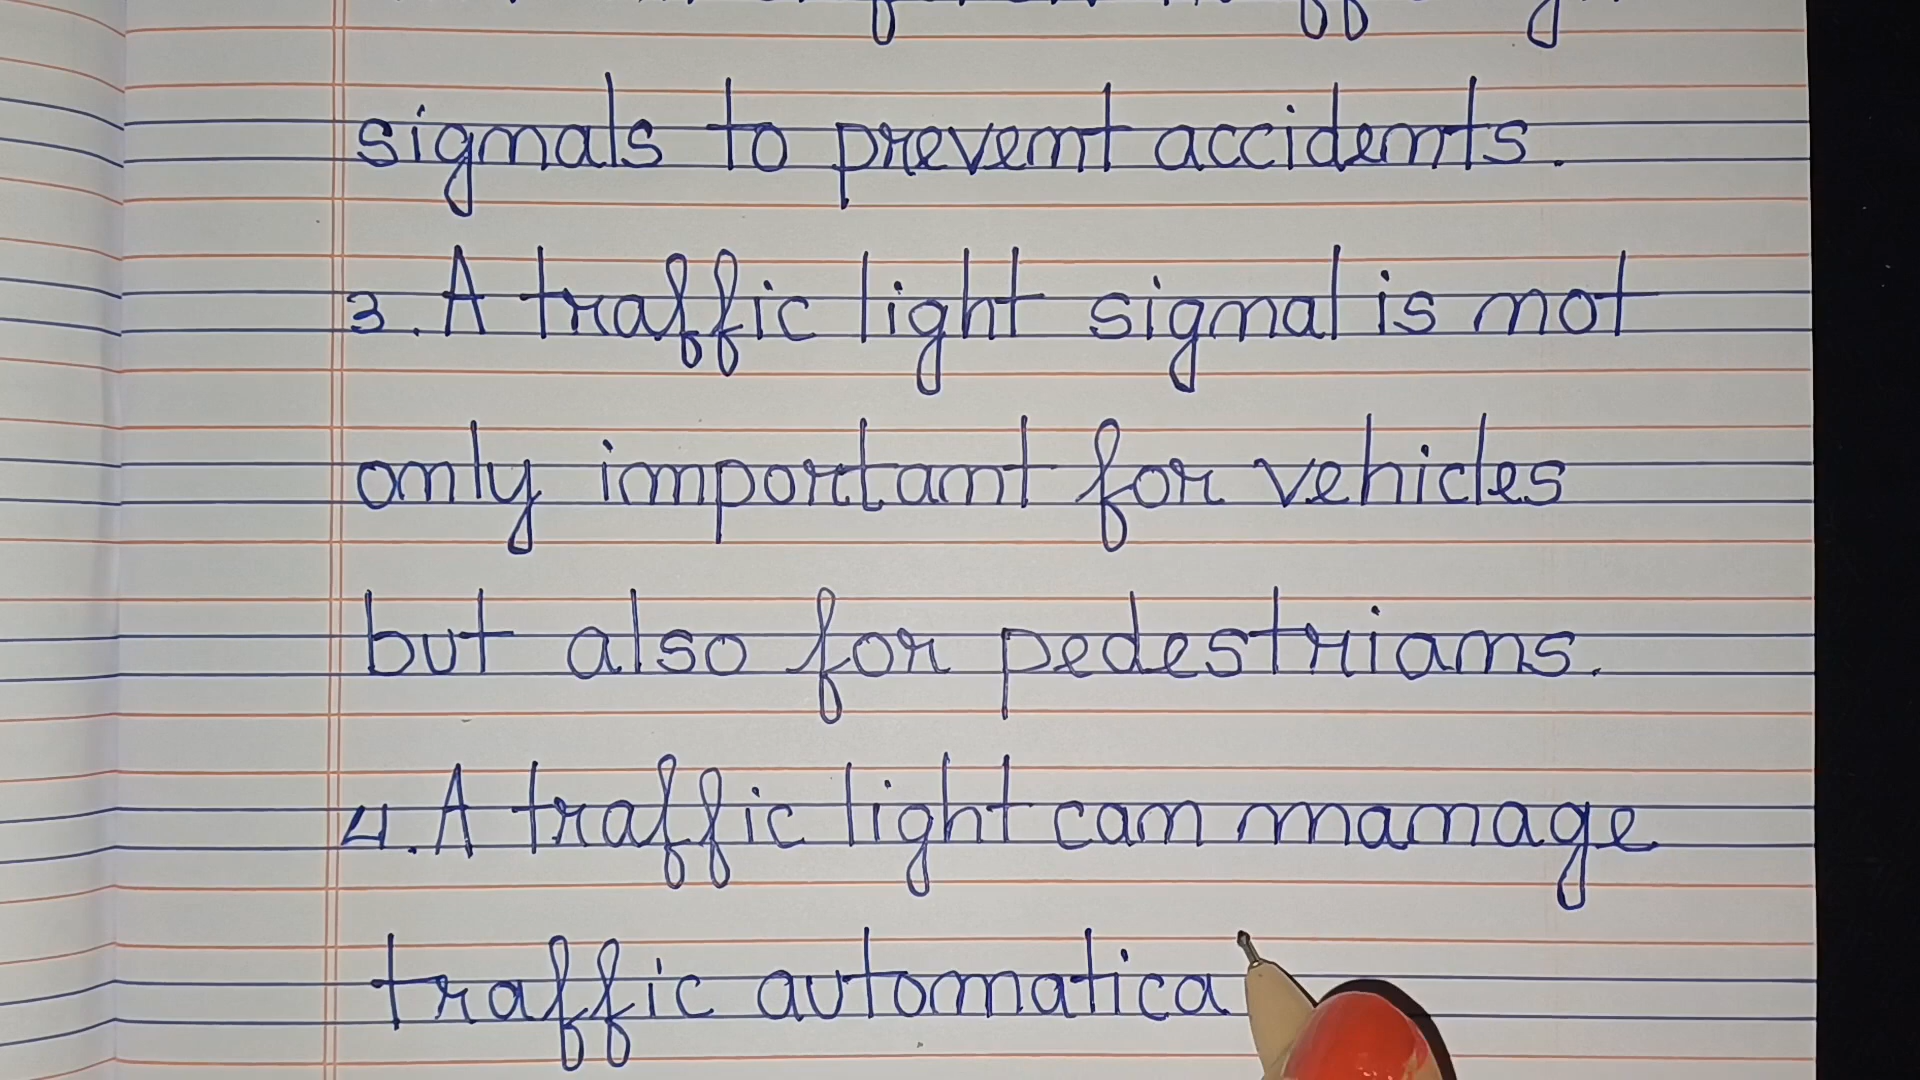 signals to prevent accidents.
3. A traffic light signal is not
only important for vehicles
but also for pedestrians.
4. A traffic light can manage
traffic automatica